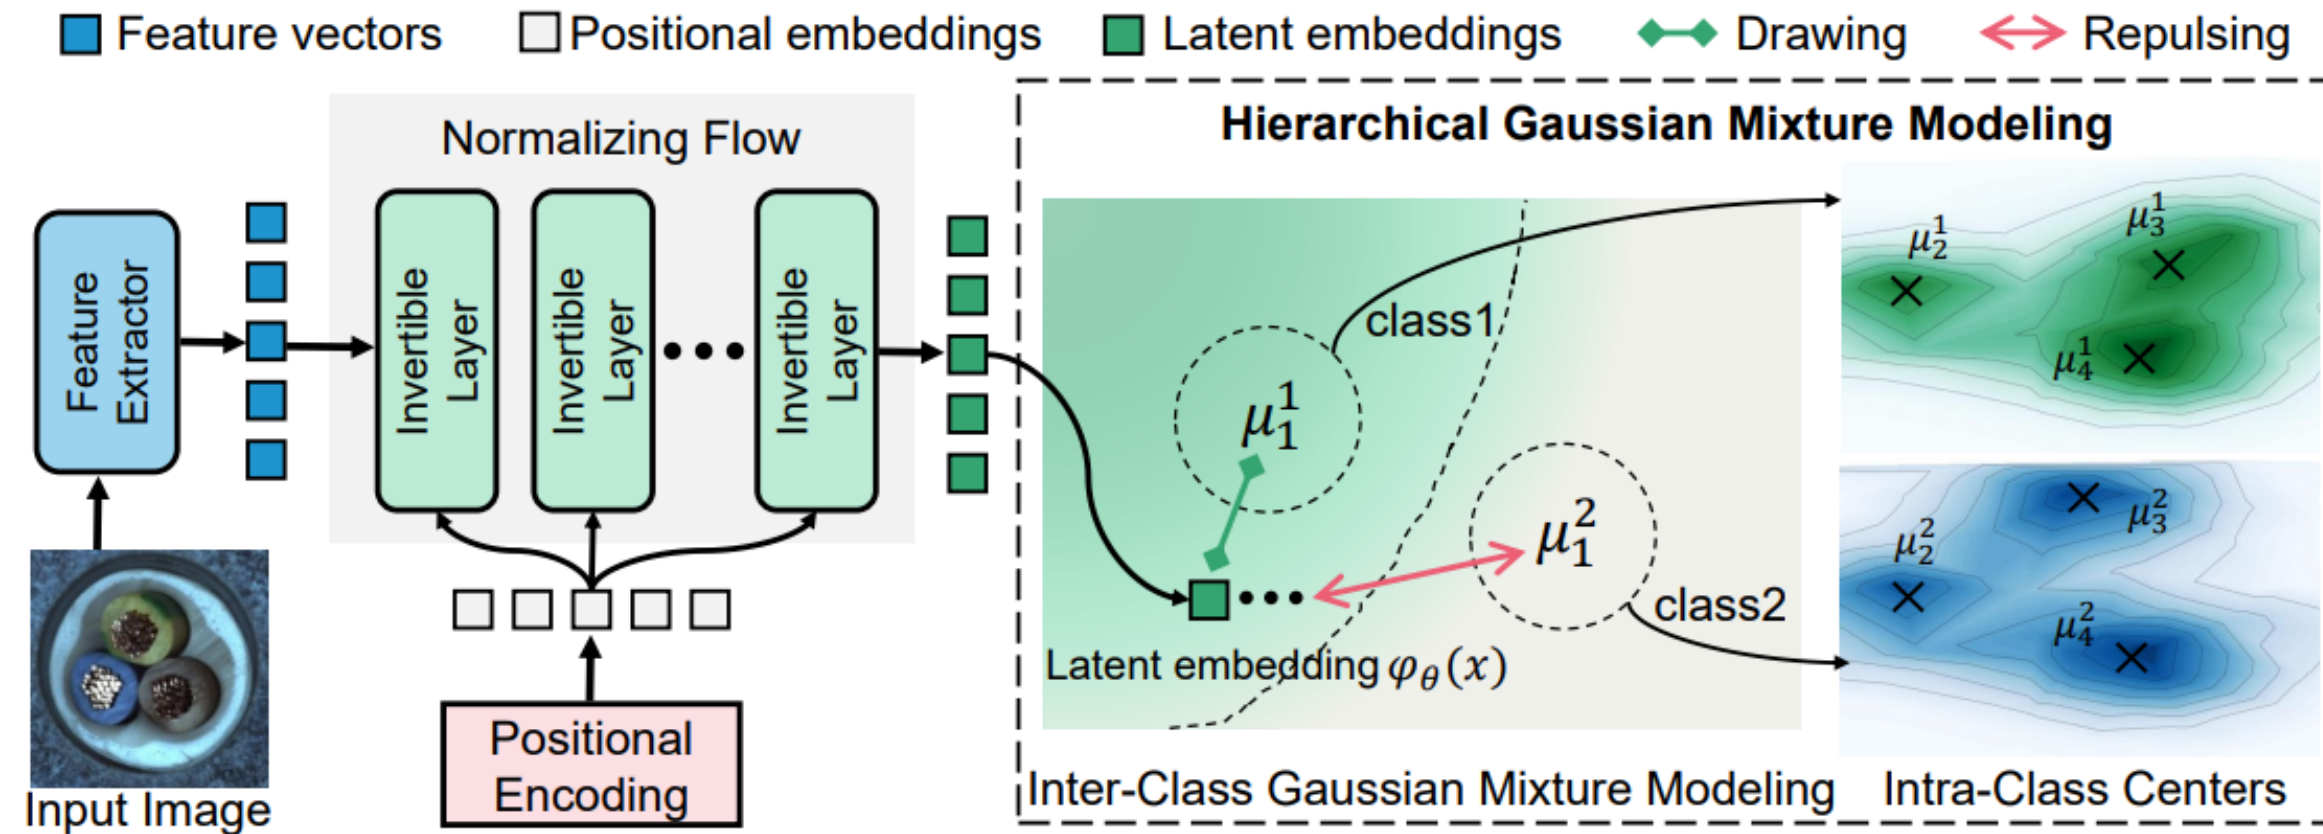 Feature vectors
Positional embeddings
Latent embeddings
Drawing
Repulsing
Normalizing Flow
Feature
Extractor
Invertible
Layer
Invertible
Layer
Invertible
Layer
Positional
Encoding
Input Image
Hierarchical Gaussian Mixture Modeling
class1
μ₁¹
μ₁²
class2
Latent embedding φ_θ(x)
Inter-Class Gaussian Mixture Modeling
μ₂¹
μ₃¹
μ₄¹
μ₂²
μ₃²
μ₄²
Intra-Class Centers